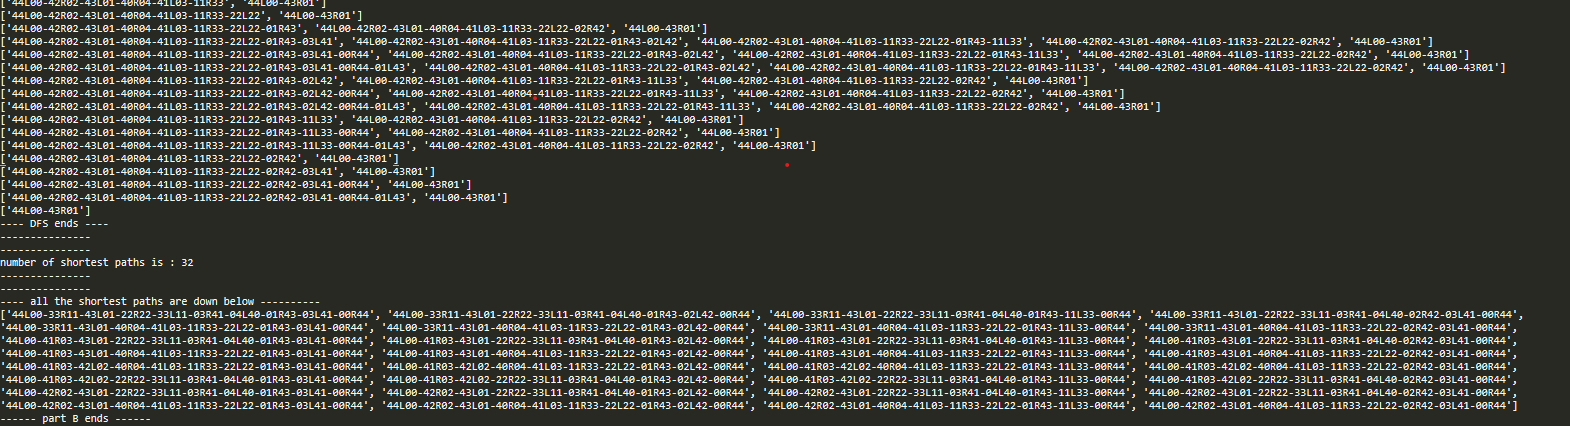 ['44L00-42R02-43L01-40R04-41L03-11R33', '44L00-43R01']
['44L00-42R02-43L01-40R04-41L03-11R33-22L22', '44L00-43R01']
['44L00-42R02-43L01-40R04-41L03-11R33-22L22-01R43', '44L00-42R02-43L01-40R04-41L03-11R33-22L22-02R42', '44L00-43R01']
['44L00-42R02-43L01-40R04-41L03-11R33-22L22-01R43-03L41', '44L00-42R02-43L01-40R04-41L03-11R33-22L22-01R43-02L42', '44L00-42R02-43L01-40R04-41L03-11R33-22L22-01R43-11L33', '44L00-42R02-43L01-40R04-41L03-11R33-22L22-02R42', '44L00-43R01']
['44L00-42R02-43L01-40R04-41L03-11R33-22L22-01R43-03L41-00R44', '44L00-42R02-43L01-40R04-41L03-11R33-22L22-01R43-02L42', '44L00-42R02-43L01-40R04-41L03-11R33-22L22-01R43-11L33', '44L00-42R02-43L01-40R04-41L03-11R33-22L22-02R42', '44L00-43R01']
['44L00-42R02-43L01-40R04-41L03-11R33-22L22-01R43-03L41-00R44-01L43', '44L00-42R02-43L01-40R04-41L03-11R33-22L22-01R43-02L42', '44L00-42R02-43L01-40R04-41L03-11R33-22L22-01R43-11L33', '44L00-42R02-43L01-40R04-41L03-11R33-22L22-02R42', '44L00-43R01']
['44L00-42R02-43L01-40R04-41L03-11R33-22L22-01R43-02L42', '44L00-42R02-43L01-40R04-41L03-11R33-22L22-01R43-11L33', '44L00-42R02-43L01-40R04-41L03-11R33-22L22-02R42', '44L00-43R01']
['44L00-42R02-43L01-40R04-41L03-11R33-22L22-01R43-02L42-00R44', '44L00-42R02-43L01-40R04-41L03-11R33-22L22-01R43-11L33', '44L00-42R02-43L01-40R04-41L03-11R33-22L22-02R42', '44L00-43R01']
['44L00-42R02-43L01-40R04-41L03-11R33-22L22-01R43-02L42-00R44-01L43', '44L00-42R02-43L01-40R04-41L03-11R33-22L22-01R43-11L33', '44L00-42R02-43L01-40R04-41L03-11R33-22L22-02R42', '44L00-43R01']
['44L00-42R02-43L01-40R04-41L03-11R33-22L22-01R43-11L33', '44L00-42R02-43L01-40R04-41L03-11R33-22L22-02R42', '44L00-43R01']
['44L00-42R02-43L01-40R04-41L03-11R33-22L22-01R43-11L33-00R44', '44L00-42R02-43L01-40R04-41L03-11R33-22L22-02R42', '44L00-43R01']
['44L00-42R02-43L01-40R04-41L03-11R33-22L22-01R43-11L33-00R44-01L43', '44L00-42R02-43L01-40R04-41L03-11R33-22L22-02R42', '44L00-43R01']
['44L00-42R02-43L01-40R04-41L03-11R33-22L22-02R42', '44L00-43R01']
['44L00-42R02-43L01-40R04-41L03-11R33-22L22-02R42-03L41', '44L00-43R01']
['44L00-42R02-43L01-40R04-41L03-11R33-22L22-02R42-03L41-00R44', '44L00-43R01']
['44L00-42R02-43L01-40R04-41L03-11R33-22L22-02R42-03L41-00R44-01L43', '44L00-43R01']
['44L00-43R01']
---- DFS ends ----
---------------
---------------
number of shortest paths is : 32
---------------
---------------
---- all the shortest paths are down below ----------
['44L00-33R11-43L01-22R22-33L11-03R41-04L40-01R43-03L41-00R44', '44L00-33R11-43L01-22R22-33L11-03R41-04L40-01R43-02L42-00R44', '44L00-33R11-43L01-22R22-33L11-03R41-04L40-01R43-11L33-00R44', '44L00-33R11-43L01-22R22-33L11-03R41-04L40-02R42-03L41-00R44',
'44L00-33R11-43L01-40R04-41L03-11R33-22L22-01R43-03L41-00R44', '44L00-33R11-43L01-40R04-41L03-11R33-22L22-01R43-02L42-00R44', '44L00-33R11-43L01-40R04-41L03-11R33-22L22-01R43-11L33-00R44', '44L00-33R11-43L01-40R04-41L03-11R33-22L22-02R42-03L41-00R44',
'44L00-41R03-43L01-22R22-33L11-03R41-04L40-01R43-03L41-00R44', '44L00-41R03-43L01-22R22-33L11-03R41-04L40-01R43-02L42-00R44', '44L00-41R03-43L01-22R22-33L11-03R41-04L40-01R43-11L33-00R44', '44L00-41R03-43L01-22R22-33L11-03R41-04L40-02R42-03L41-00R44',
'44L00-41R03-43L01-40R04-41L03-11R33-22L22-01R43-03L41-00R44', '44L00-41R03-43L01-40R04-41L03-11R33-22L22-01R43-02L42-00R44', '44L00-41R03-43L01-40R04-41L03-11R33-22L22-01R43-11L33-00R44', '44L00-41R03-43L01-40R04-41L03-11R33-22L22-02R42-03L41-00R44',
'44L00-41R03-42L02-40R04-41L03-11R33-22L22-01R43-03L41-00R44', '44L00-41R03-42L02-40R04-41L03-11R33-22L22-01R43-02L42-00R44', '44L00-41R03-42L02-40R04-41L03-11R33-22L22-01R43-11L33-00R44', '44L00-41R03-42L02-40R04-41L03-11R33-22L22-02R42-03L41-00R44',
'44L00-41R03-42L02-22R22-33L11-03R41-04L40-01R43-03L41-00R44', '44L00-41R03-42L02-22R22-33L11-03R41-04L40-01R43-02L42-00R44', '44L00-41R03-42L02-22R22-33L11-03R41-04L40-01R43-11L33-00R44', '44L00-41R03-42L02-22R22-33L11-03R41-04L40-02R42-03L41-00R44',
'44L00-42R02-43L01-22R22-33L11-03R41-04L40-01R43-03L41-00R44', '44L00-42R02-43L01-22R22-33L11-03R41-04L40-01R43-02L42-00R44', '44L00-42R02-43L01-22R22-33L11-03R41-04L40-01R43-11L33-00R44', '44L00-42R02-43L01-22R22-33L11-03R41-04L40-02R42-03L41-00R44',
'44L00-42R02-43L01-40R04-41L03-11R33-22L22-01R43-03L41-00R44', '44L00-42R02-43L01-40R04-41L03-11R33-22L22-01R43-02L42-00R44', '44L00-42R02-43L01-40R04-41L03-11R33-22L22-01R43-11L33-00R44', '44L00-42R02-43L01-40R04-41L03-11R33-22L22-02R42-03L41-00R44']
------ part B ends ------